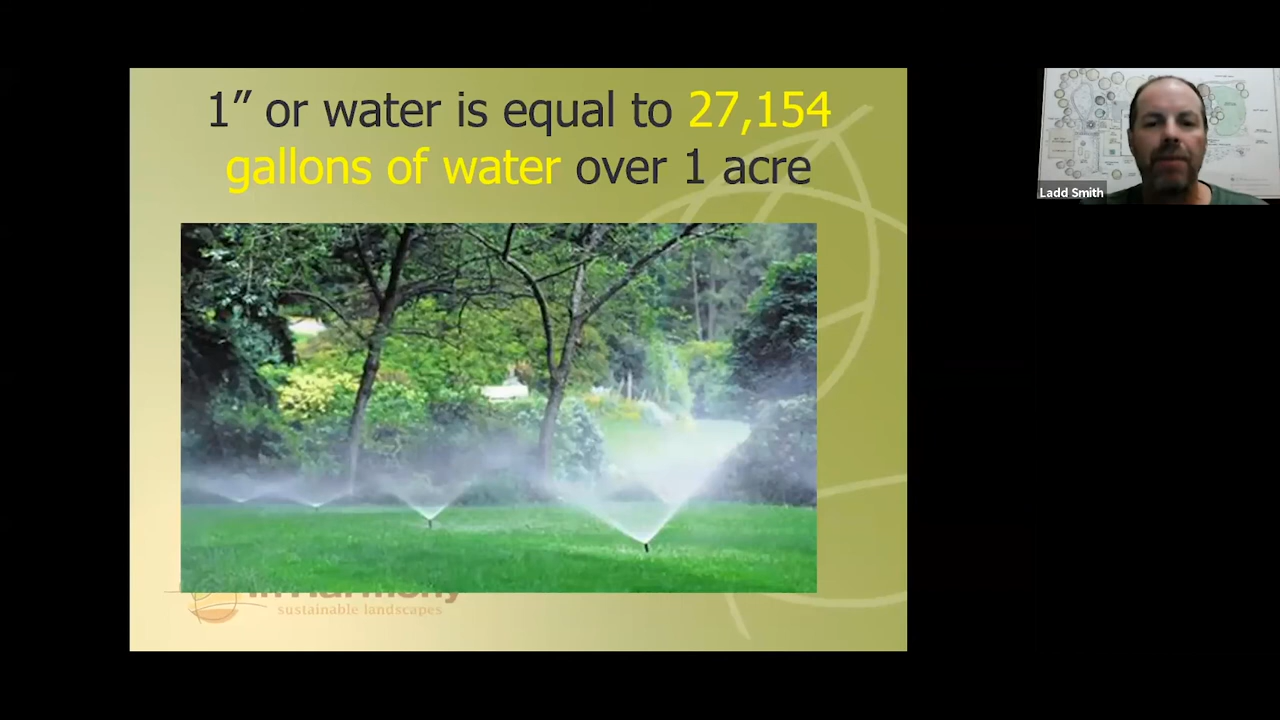 1” or water is equal to 27,154
gallons of water over 1 acre
sustainable landscapes
Ladd Smith